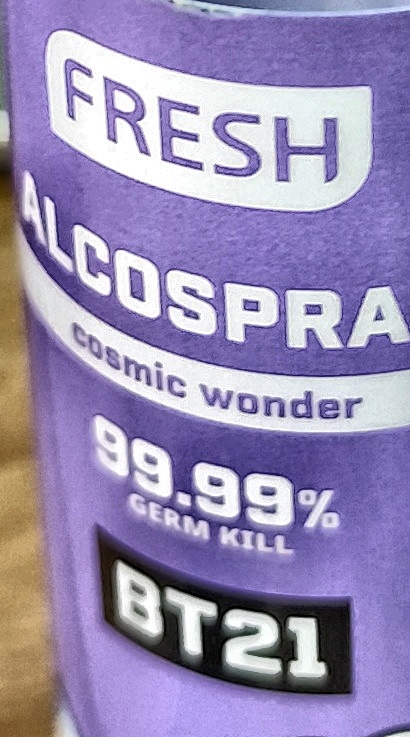 FRESH
ALCOSPRA
cosmic wonder
99.99%
GERM KILL
BT21